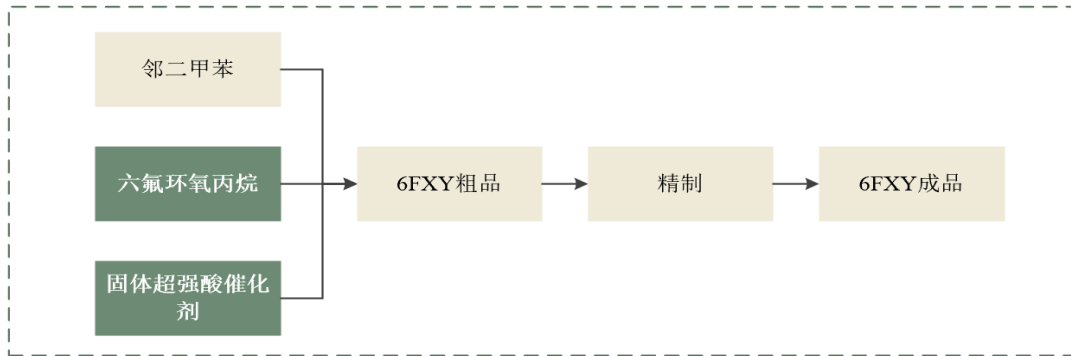 邻二甲苯
六氟环氧丙烷
6FXY粗品
精制
6FXY成品
固体超强酸催化
剂